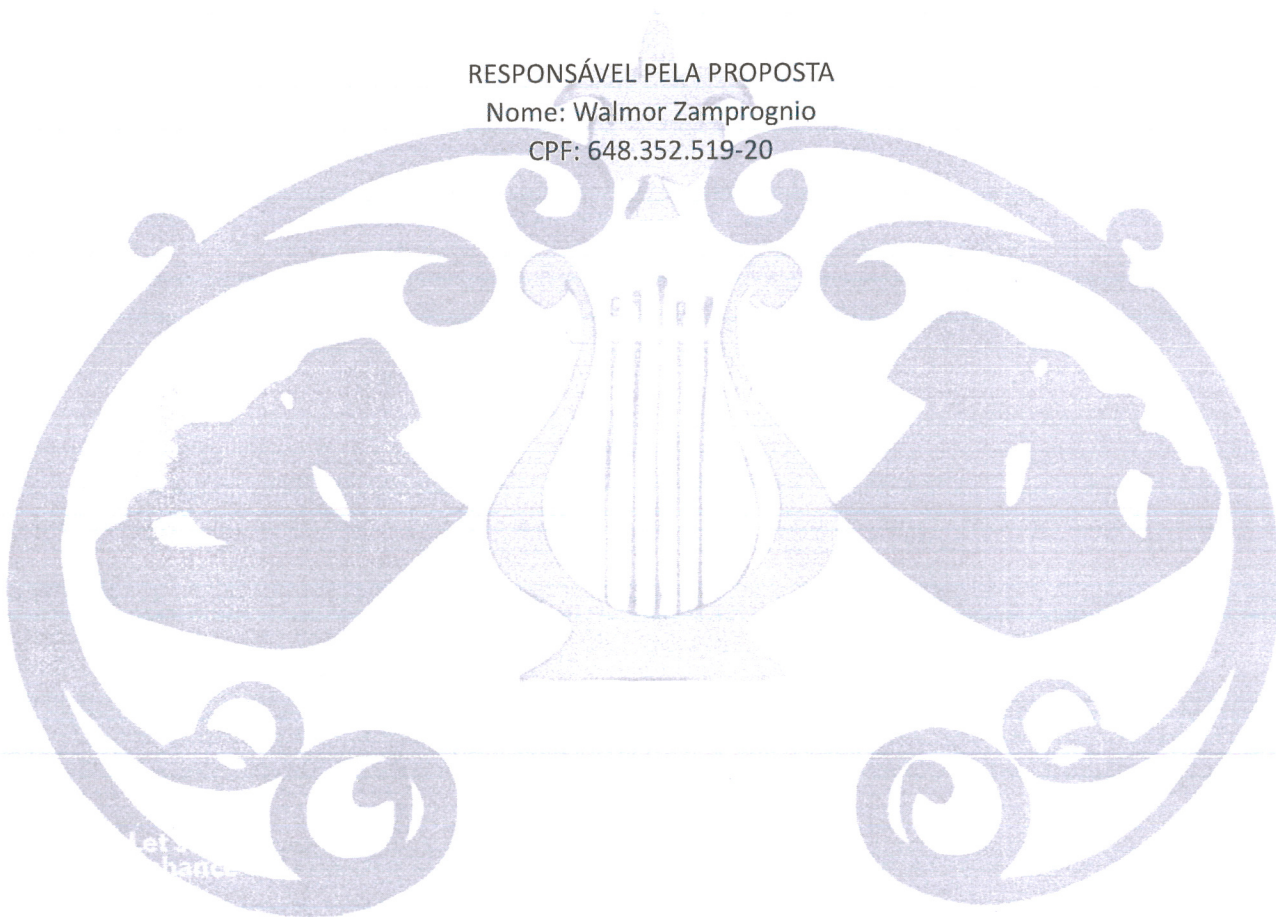 RESPONSÁVEL PELA PROPOSTA
Nome: Walmor Zamprognio
CPF: 648.352.519-20